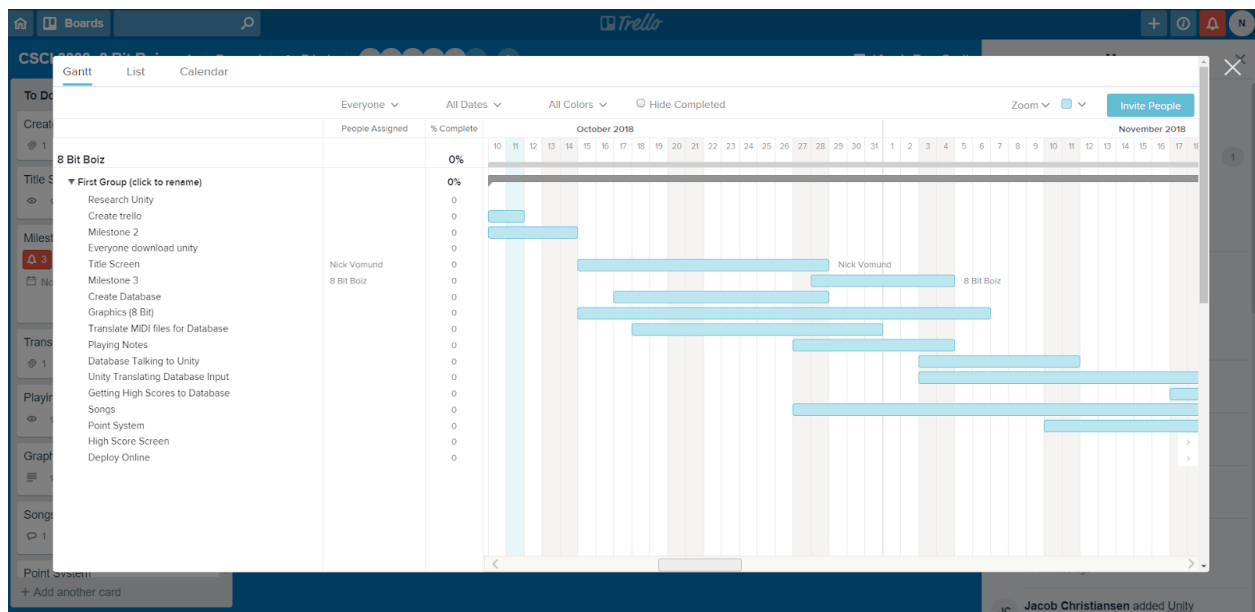 Boards
Trello
N
Gantt List Calendar
Everyone All Dates All Colors Hide Completed Zoom Invite People
People Assigned % Complete October 2018 November 2018
10 11 12 13 14 15 16 17 18 19 20 21 22 23 24 25 26 27 28 29 30 31 1 2 3 4 5 6 7 8 9 10 11 12 13 14 15 16 17
8 Bit Boiz 0%
First Group (click to rename) 0%
Research Unity 0
Create trello 0
Milestone 2 0
Everyone download unity 0
Title Screen Nick Vomund 0 Nick Vomund
Milestone 3 8 Bit Boiz 0 8 Bit Boiz
Create Database 0
Graphics (8 Bit) 0
Translate MIDI files for Database 0
Playing Notes 0
Database Talking to Unity 0
Unity Translating Database Input 0
Getting High Scores to Database 0
Songs 0
Point System 0
High Score Screen 0
Deploy Online 0
1
3
1
1
Point System
+ Add another card
JC Jacob Christiansen added Unity